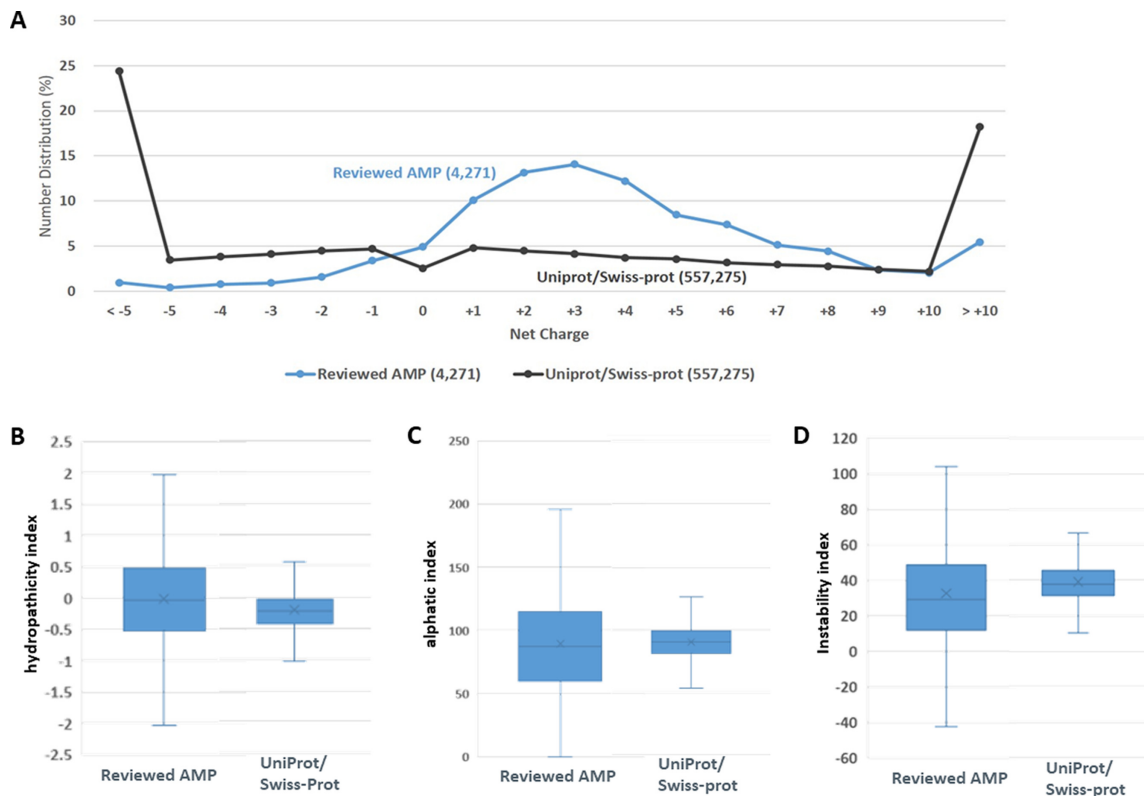 A
30
25
20
15
10
5
0
Number Distribution (%)
Reviewed AMP (4,271)
Uniprot/Swiss-prot (557,275)
< -5 -5 -4 -3 -2 -1 0 +1 +2 +3 +4 +5 +6 +7 +8 +9 +10 > +10
Net Charge
Reviewed AMP (4,271) Uniprot/Swiss-prot (557,275)
B
2.5
2
1.5
1
0.5
0
-0.5
-1
-1.5
-2
-2.5
hydropathicity index
Reviewed AMP
UniProt/
Swiss-Prot
C
250
200
150
100
50
0
alphatic index
Reviewed AMP
UniProt/
Swiss-prot
D
120
100
80
60
40
20
0
-20
-40
-60
Instability index
Reviewed AMP
UniProt/
Swiss-prot